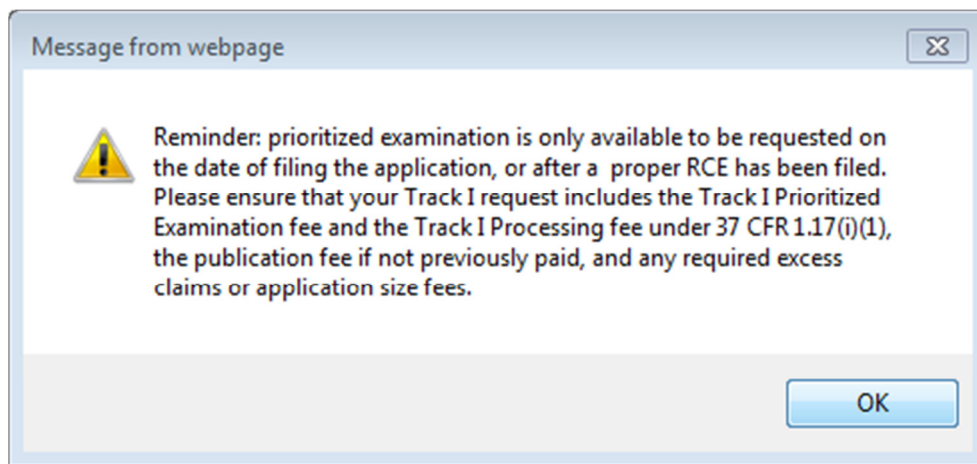 Message from webpage
Reminder: prioritized examination is only available to be requested on
the date of filing the application, or after a  proper RCE has been filed.
Please ensure that your Track I request includes the Track I Prioritized
Examination fee and the Track I Processing fee under 37 CFR 1.17(i)(1),
the publication fee if not previously paid, and any required excess
claims or application size fees.
OK